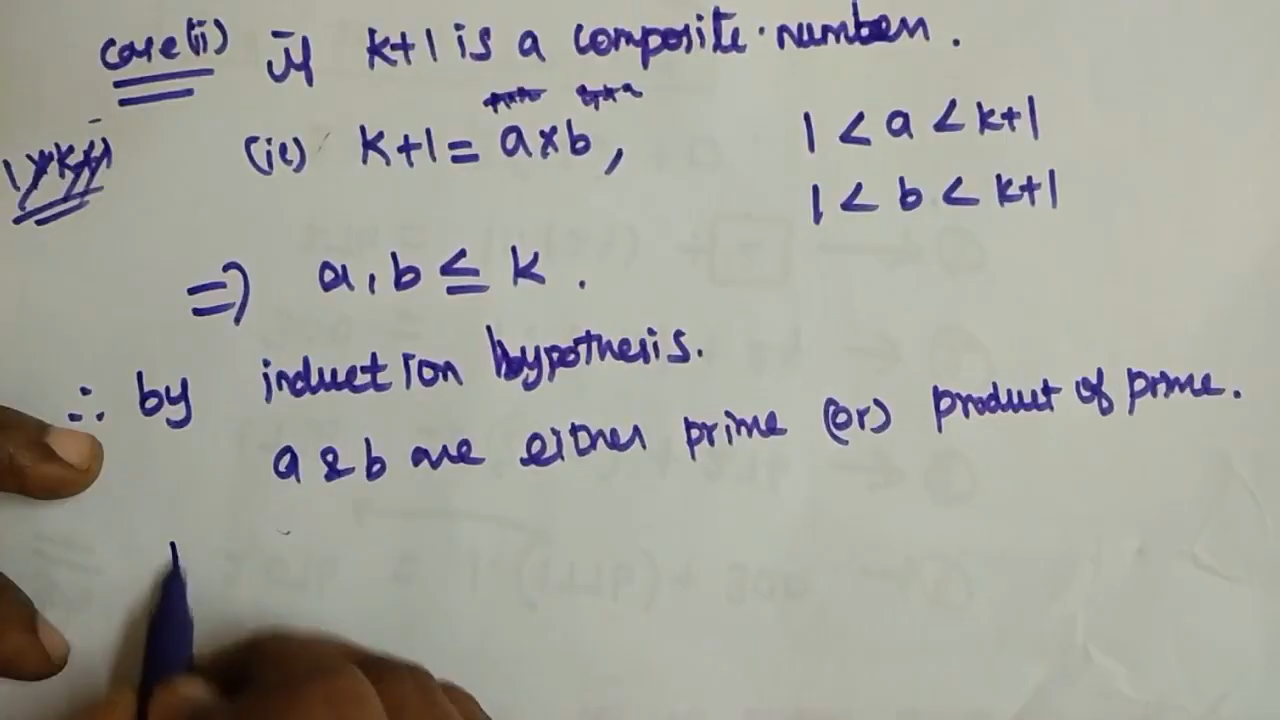 case(ii) if k+1 is a composite number.
(ie) k+1 = a×b, 1 < a < k+1
1 < b < k+1
⇒ a, b ≤ k.
∴ by induction hypothesis.
a & b are either prime (or) product of prime.